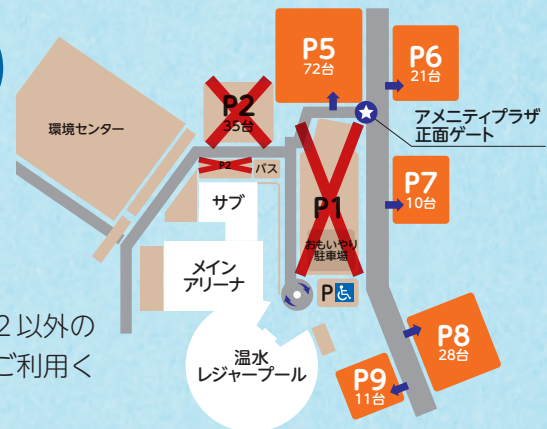 P5
72台
P6
21台
P2
35台
アメニティプラザ
正面ゲート
環境センター
P2
バス
P7
10台
サブ
P1
おもいやり
駐車場
メイン
アリーナ
P
2以外の
ご利用く
温水
レジャープール
P8
28台
P9
11台